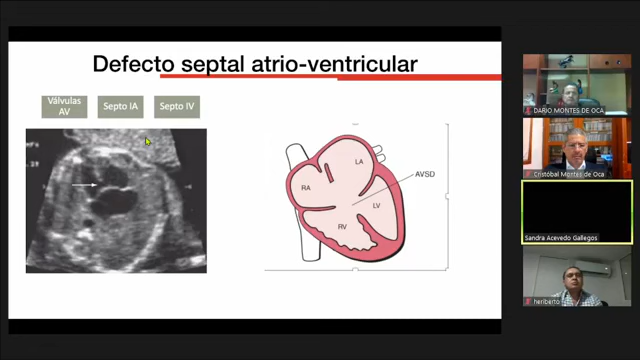 Defecto septal atrio-ventricular
Válvulas
AV
Septo IA
Septo IV
LA
RA
AVSD
LV
RV
DARIO MONTES DE OCA
Cristóbal Montes de Oca
Sandra Acevedo Gallegos
heriberto